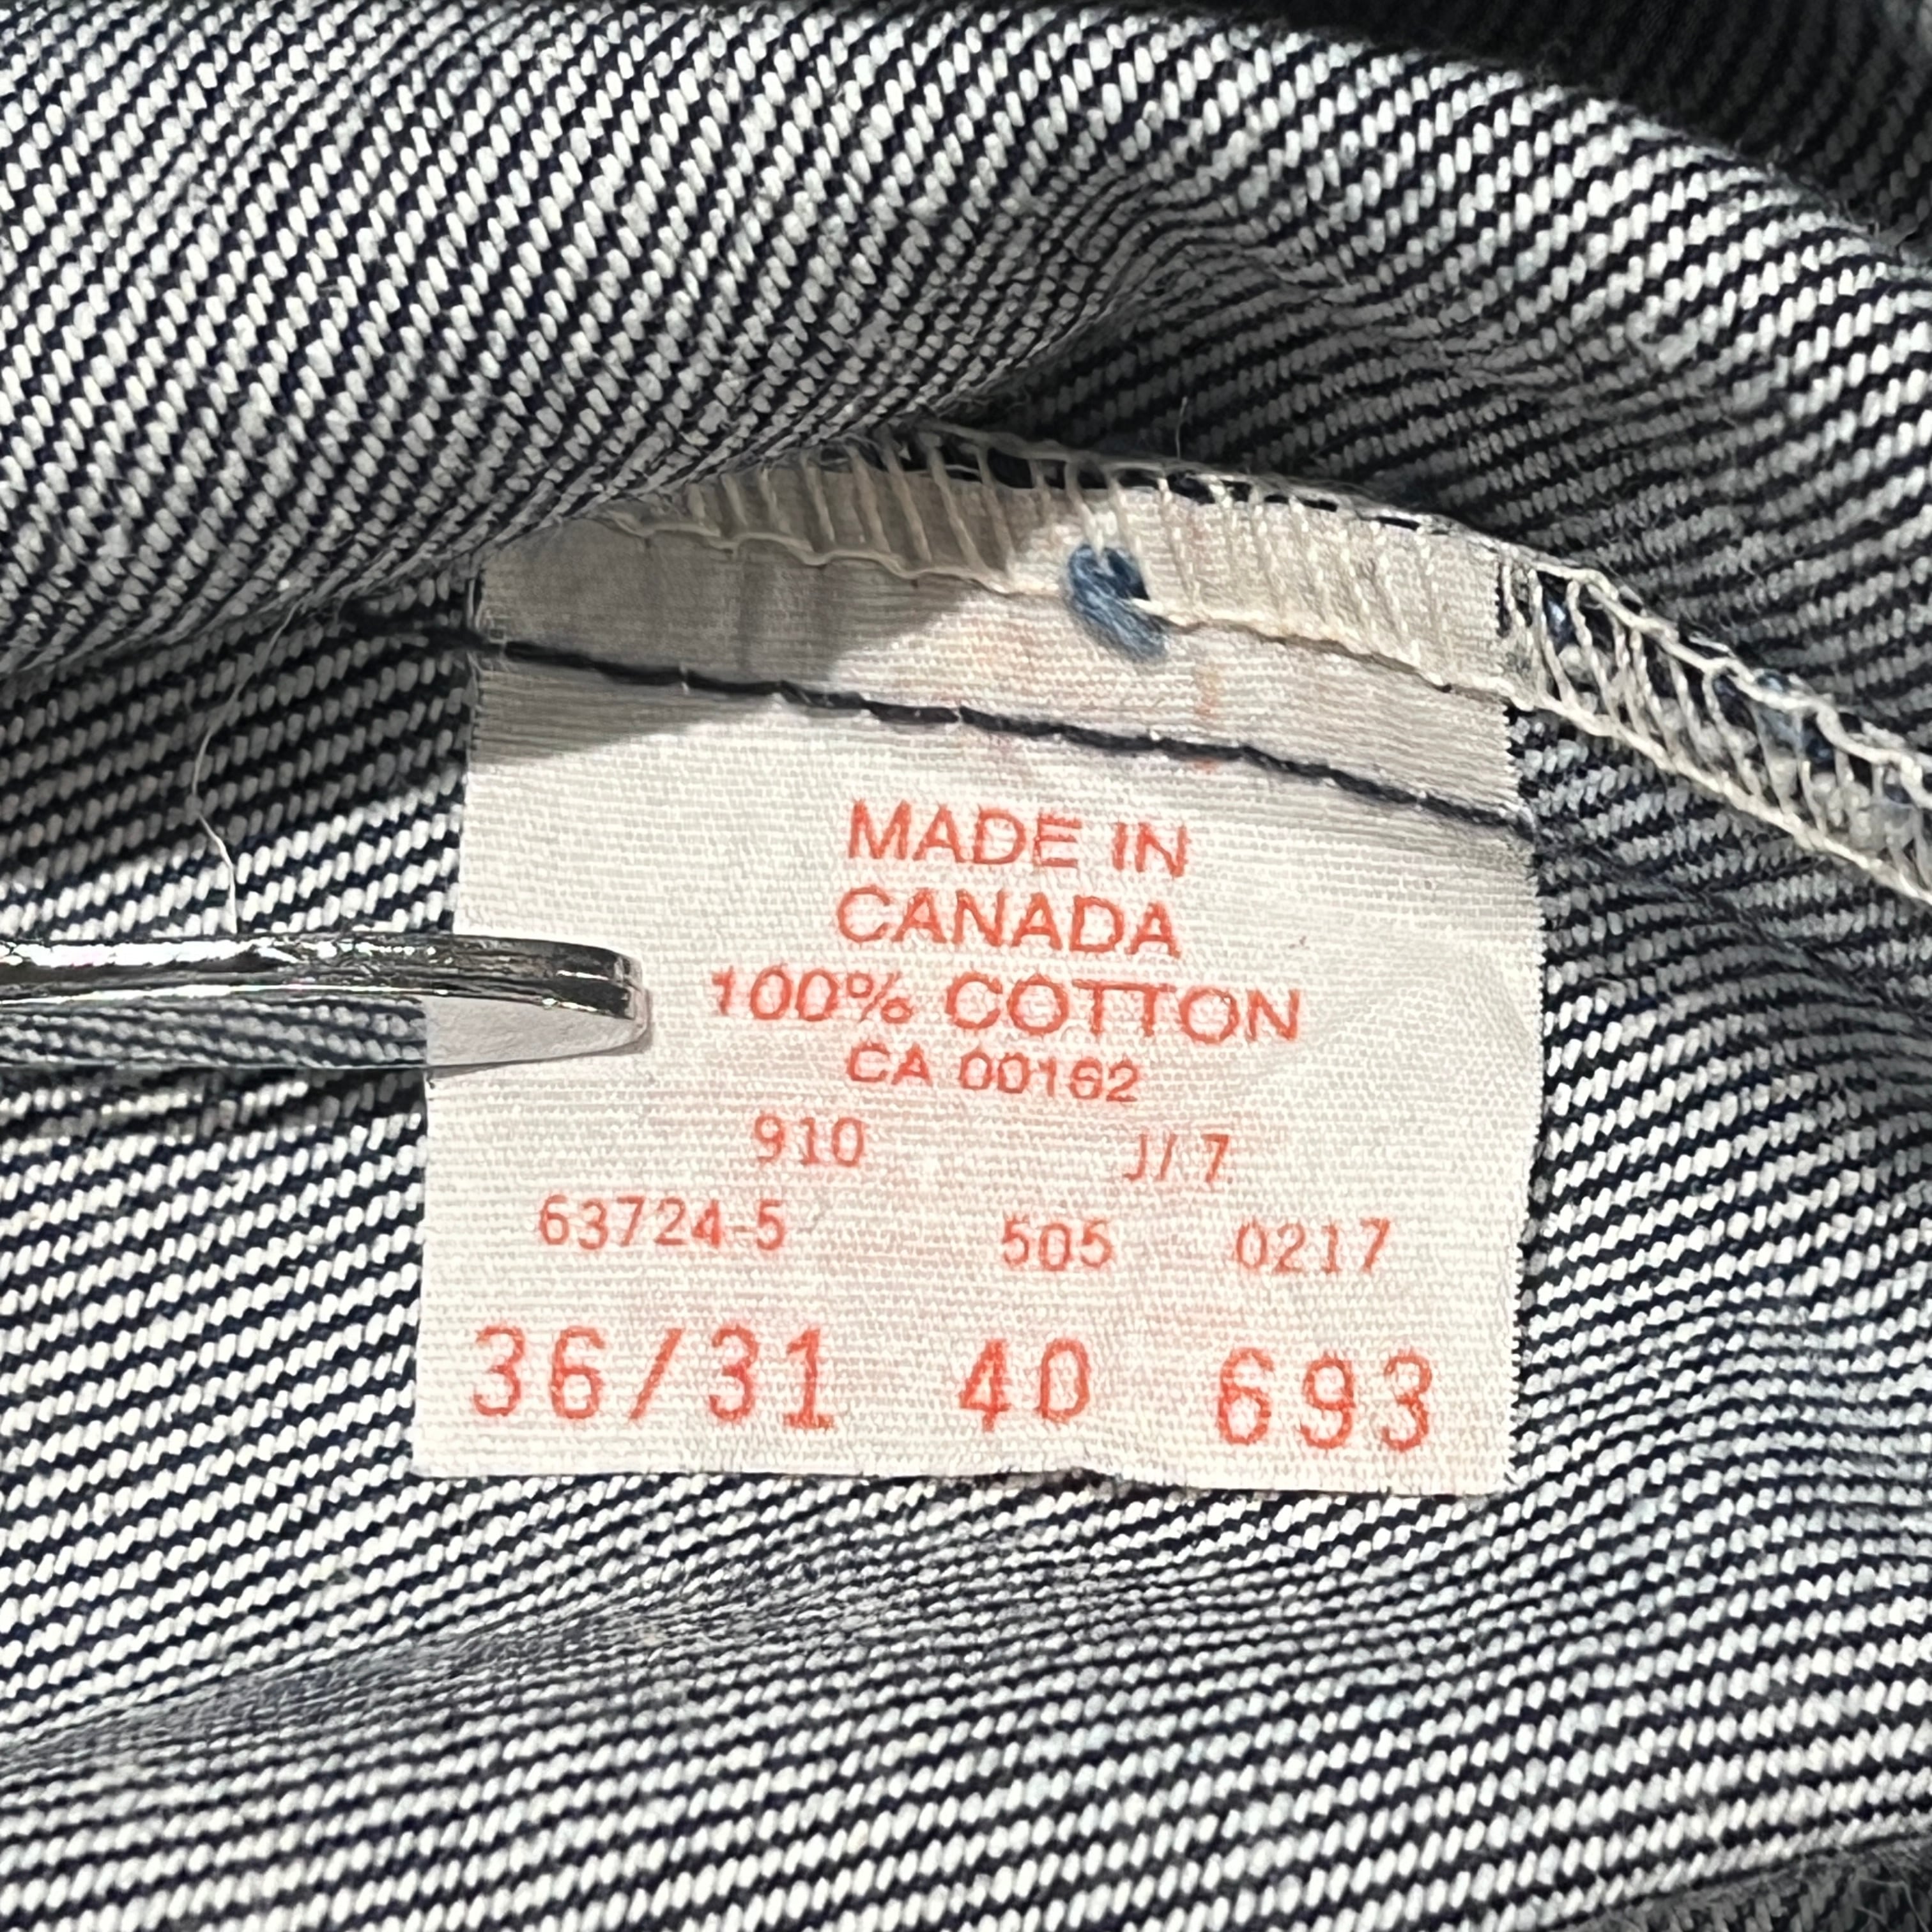 MADE IN
CANADA
100% COTTON
CA 00162
910 J/ 7
63724-5 505 0217
36/31 40 693